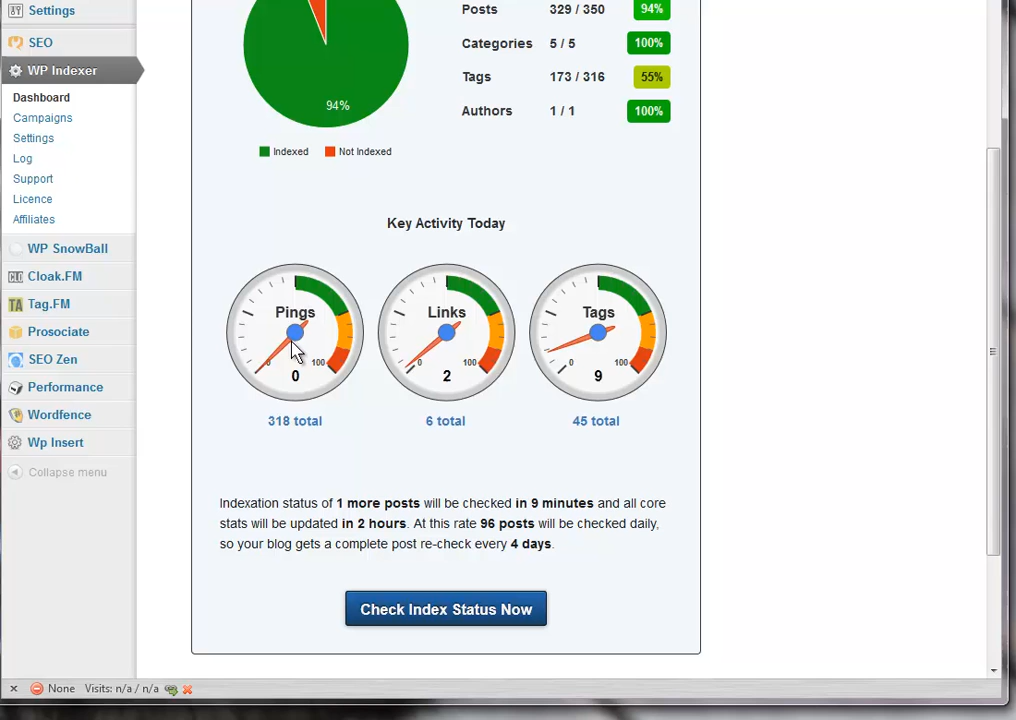 Settings
SEO
WP Indexer
Dashboard
Campaigns
Settings
Log
Support
Licence
Affiliates
WP SnowBall
Cloak.FM
Tag.FM
Prosociate
SEO Zen
Performance
Wordfence
Wp Insert
Collapse menu
94%
Indexed Not Indexed
Posts 329 / 350 94%
Categories 5 / 5 100%
Tags 173 / 316 55%
Authors 1 / 1 100%
Key Activity Today
Pings
0 100
0
318 total
Links
0 100
2
6 total
Tags
0 100
9
45 total
Indexation status of 1 more posts will be checked in 9 minutes and all core
stats will be updated in 2 hours. At this rate 96 posts will be checked daily,
so your blog gets a complete post re-check every 4 days.
Check Index Status Now
None Visits: n/a / n/a